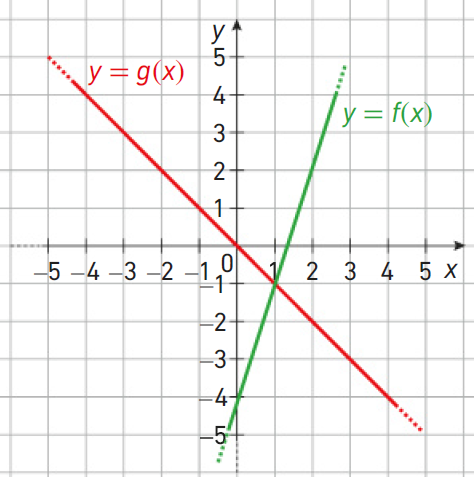 y
5
y = g(x)
4
y = f(x)
3
2
1
–5 –4 –3 –2 –1 0 1 2 3 4 5 x
–1
–2
–3
–4
–5